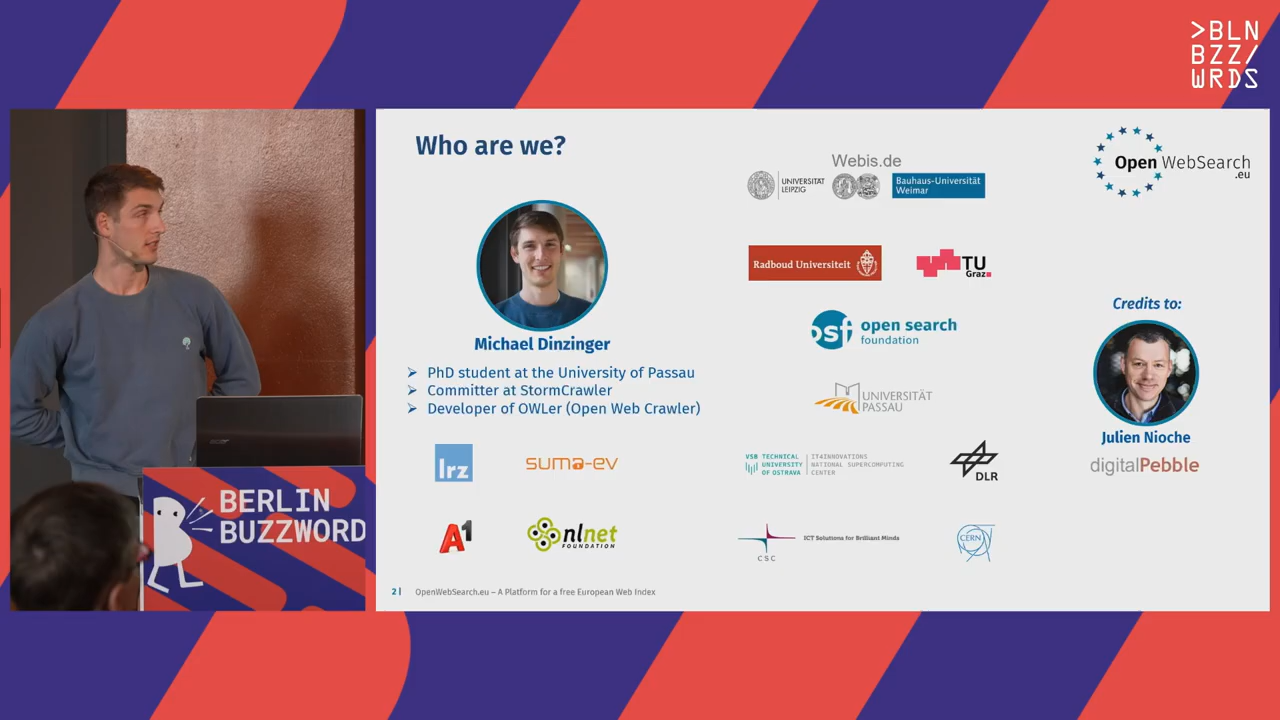 >BLN
BZZ/
WRDS
Who are we?
Michael Dinzinger
➢ PhD student at the University of Passau
➢ Committer at StormCrawler
➢ Developer of OWLer (Open Web Crawler)
lrz
suma-ev
A1
nlnet
FOUNDATION
Webis.de
UNIVERSITÄT
LEIPZIG
Bauhaus-Universität
Weimar
Radboud Universiteit
TU
Graz
osf open search
foundation
UNIVERSITÄT
PASSAU
VSB TECHNICAL
UNIVERSITY
OF OSTRAVA
IT4INNOVATIONS
NATIONAL SUPERCOMPUTING
CENTER
DLR
CSC
ICT Solutions for Brilliant Minds
CERN
Open WebSearch
.eu
Credits to:
Julien Nioche
digitalPebble
2 | OpenWebSearch.eu – A Platform for a free European Web Index
BERLIN
BUZZWORD